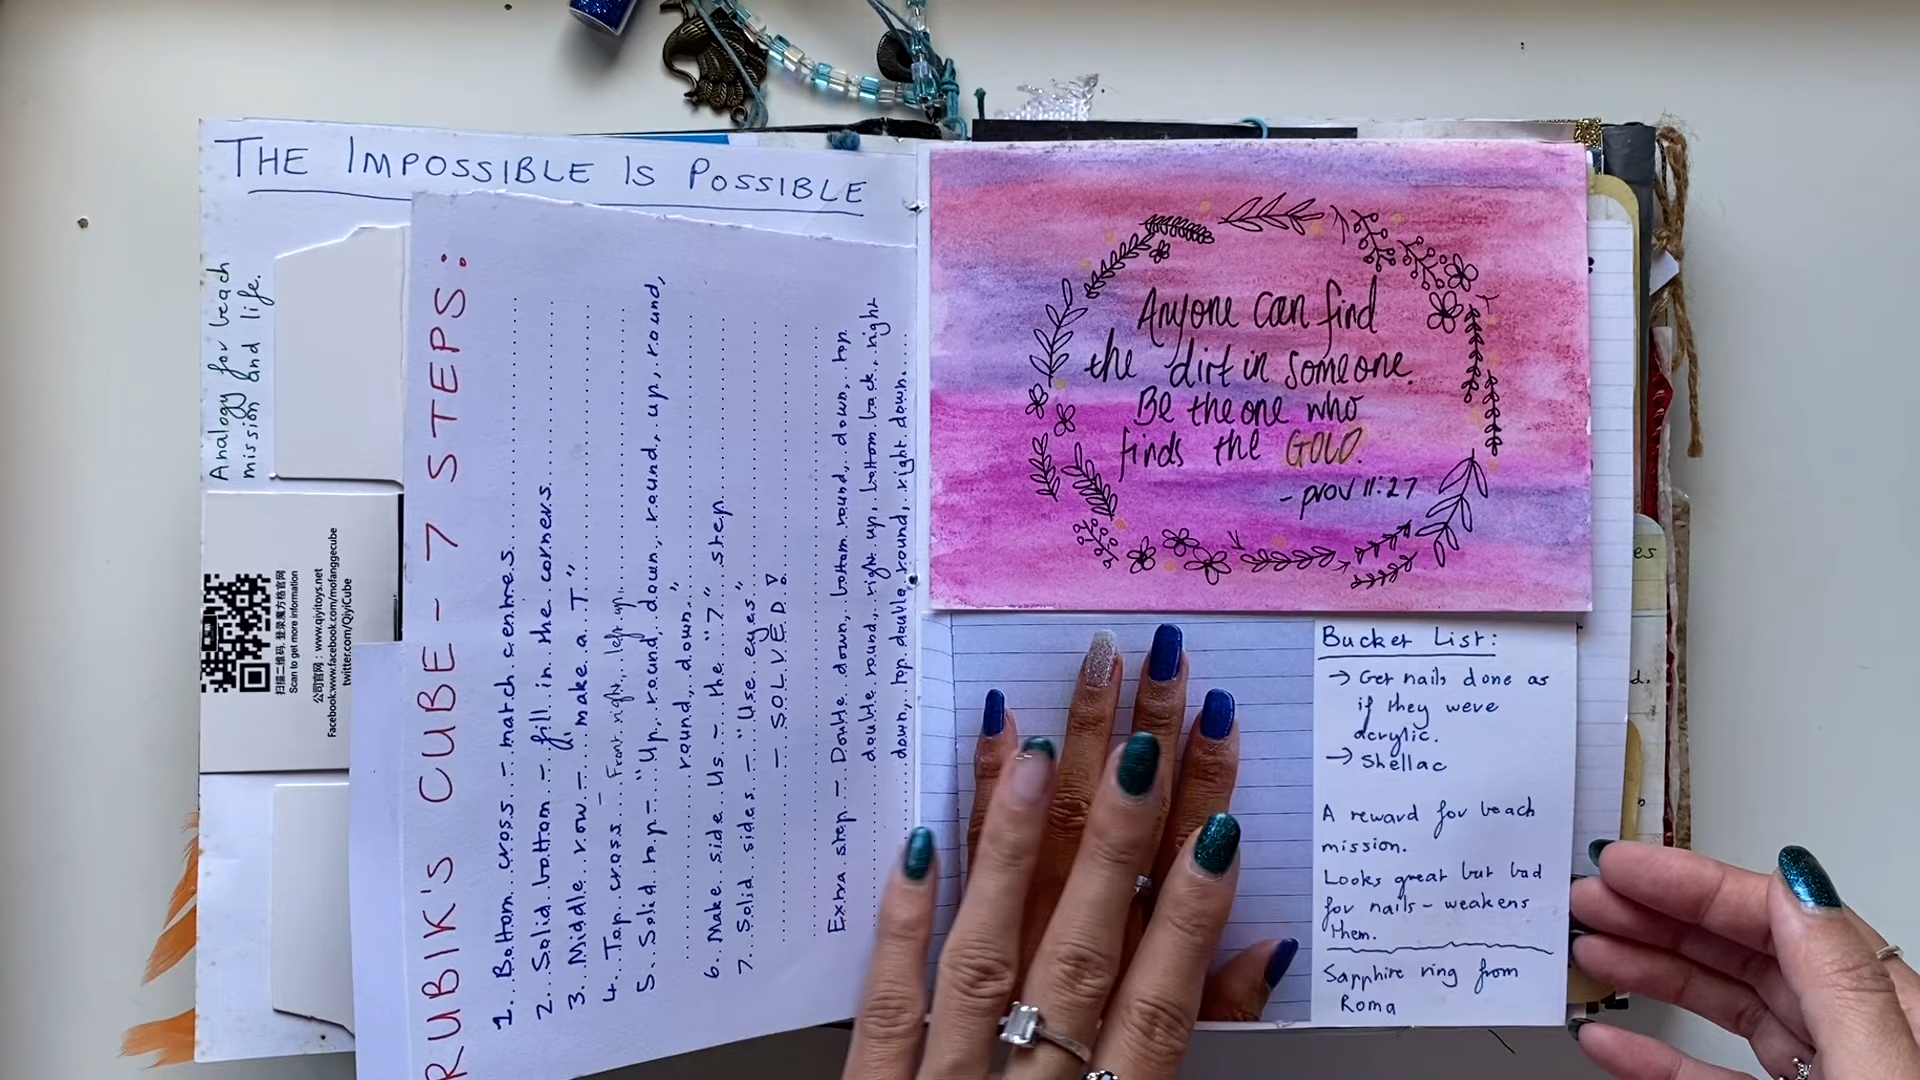 THE IMPOSSIBLE IS POSSIBLE
Analogy for beach
mission and life.
扫描二维码, 登录魔方格官网
Scan to get more information
公司官网：www.qiyitoys.net
Facebook:www.facebook.com/mofanggecube
twitter.com/QiyiCube
RUBIK'S CUBE - 7 STEPS:
1. Bottom cross - match centres
2. Solid bottom - fill in the corners
3. Middle row - "make a T"
4. Top cross - Front right, left up
5. Solid top - "Up, round, down, round, up, round,
round, down."
6. Make side Us - the "7" step
7. Solid sides - "Use eyes"
- SOLVED!
Extra step - Double down, bottom round, down, top
double round, right up, bottom back, right
down, top double round, right down.
Anyone can find
the dirt in someone.
Be the one who
finds the GOLD.
- prov 11:27
Bucket List:
→ Get nails done as
if they were
acrylic.
→ Shellac
A reward for beach
mission.
Looks great but bad
for nails - weakens
them.
Sapphire ring from
Roma
es
d.